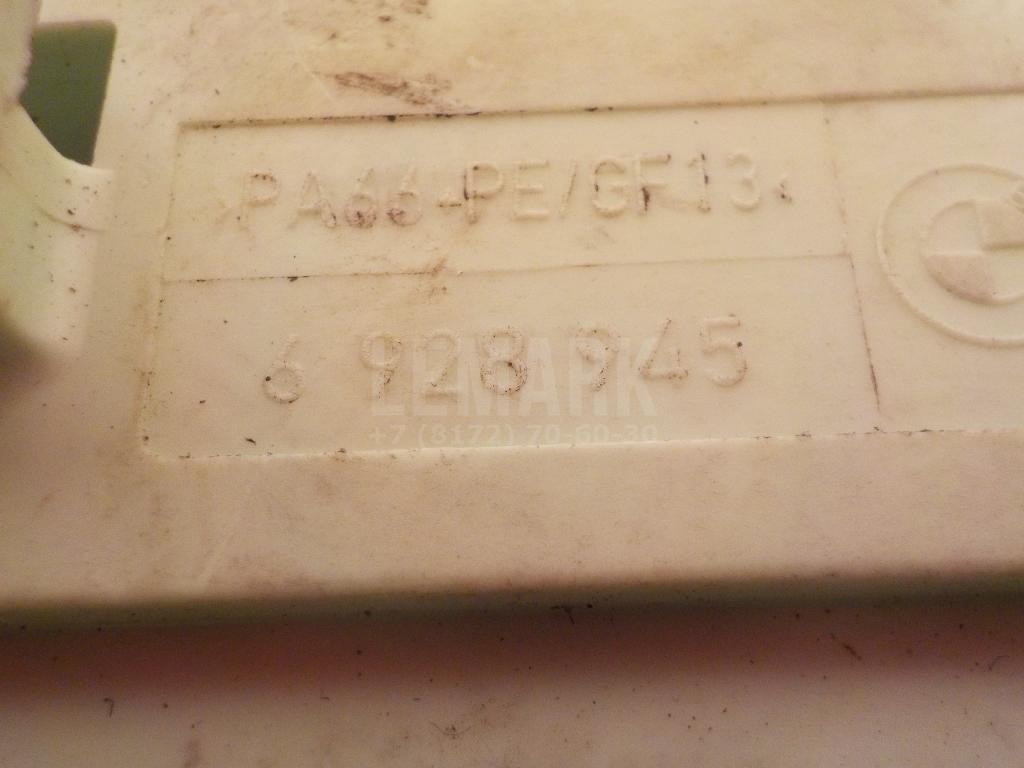 >PA66+PE/GF13<
6 928 945
LEMARK
+7 (8172) 70-60-30